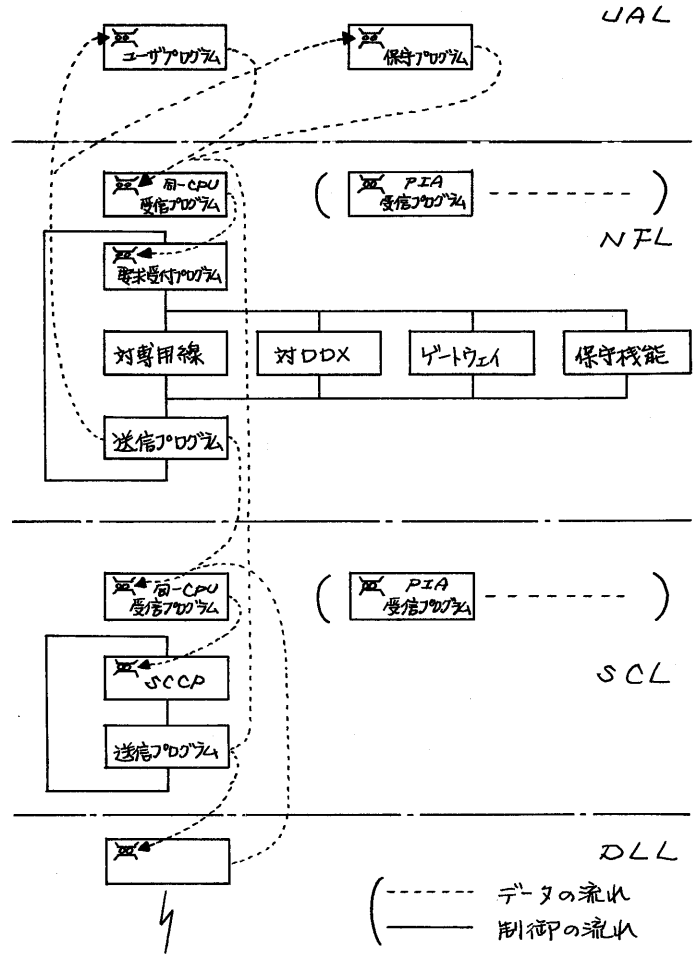 UAL
ユーザプログラム
保守プログラム
同一CPU
受信プログラム
( PIA
受信プログラム )
NFL
要求受付プログラム
対専用線
対DDX
ゲートウェイ
保守機能
送信プログラム
同一CPU
受信プログラム
( PIA
受信プログラム )
SCL
SCCP
送信プログラム
DLL
データの流れ
制御の流れ